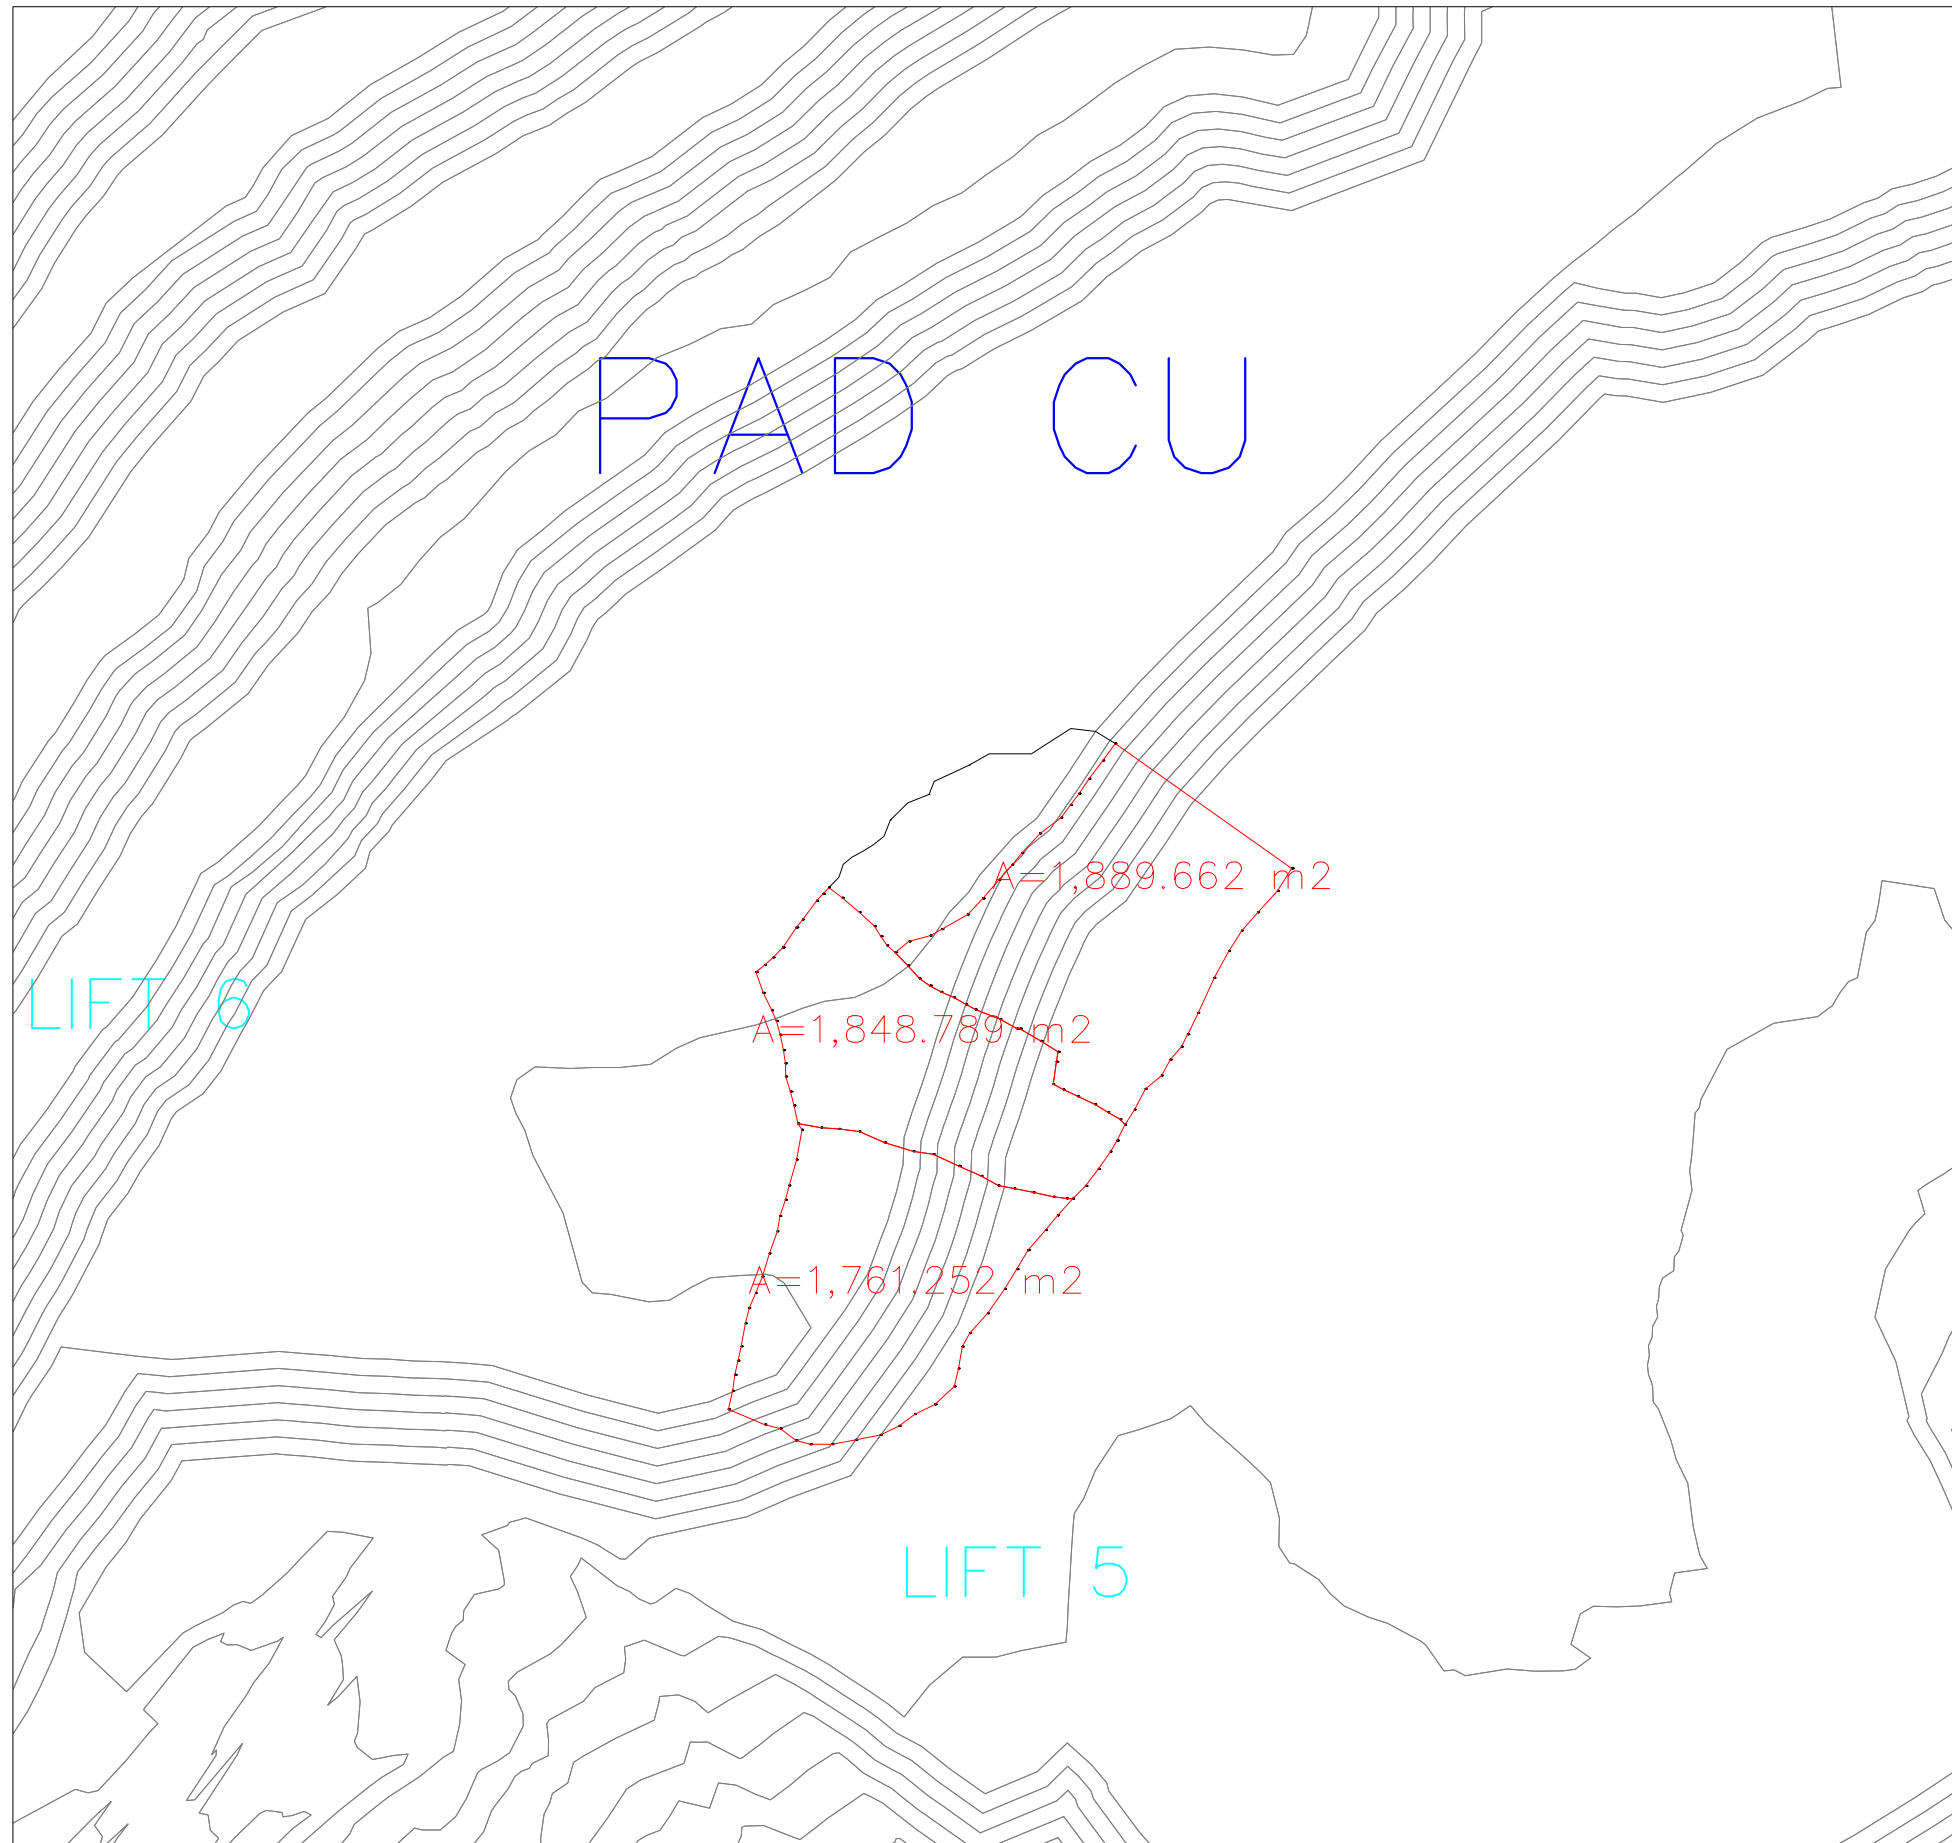 PAD CU
A=1,889.662 m2
LIFT 6
A=1,848.789 m2
A=1,761.252 m2
LIFT 5